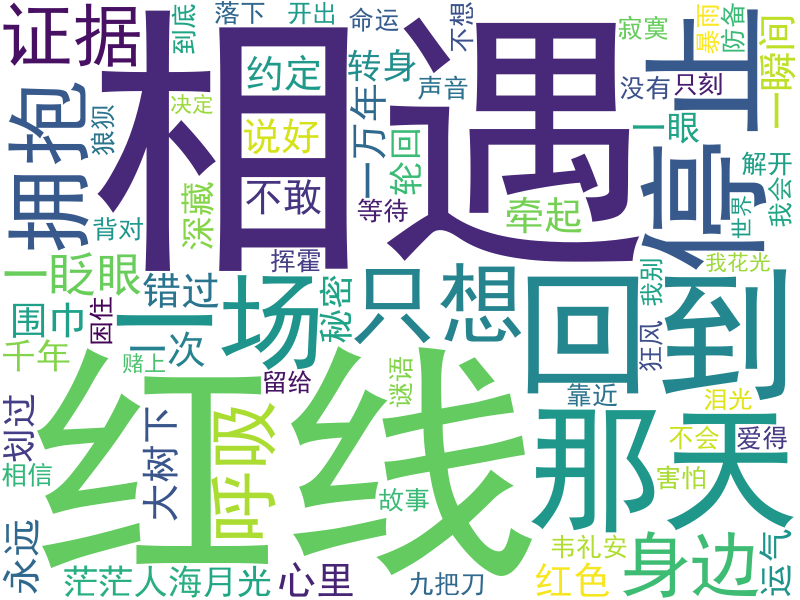 证据
到底
落下
开出
命运
不想
寂寞
暴雨
防备
一瞬间
相遇
停止
约定
转身
声音
没有
只刻
拥抱
狼狈
决定
说好
一万年
一眼
解开
我会
不敢
轮回
深藏
背对
等待
牵起
世界
挥霍
我花光
一眨眼
错过
一场
秘密
只想
回到
我别
围巾
困住
一次
狂风
千年
赌上
留给
谜语
靠近
泪光
红线
那天
划过
大树下
呼吸
不会
爱得
相信
故事
害怕
身边
运气
永远
韦礼安
茫茫人海
月光
心里
九把刀
红色